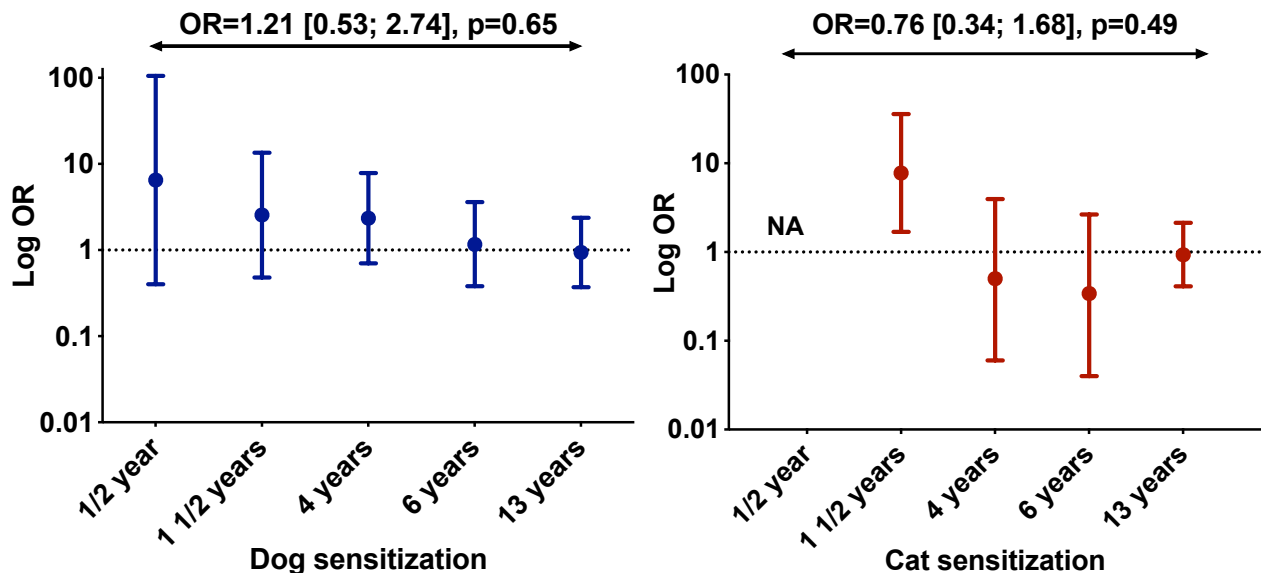 OR=1.21 [0.53; 2.74], p=0.65
Log OR
100
10
1
0.1
0.01
1/2 year
1 1/2 years
4 years
6 years
13 years
Dog sensitization
OR=0.76 [0.34; 1.68], p=0.49
Log OR
100
10
1
0.1
0.01
NA
1/2 year
1 1/2 years
4 years
6 years
13 years
Cat sensitization